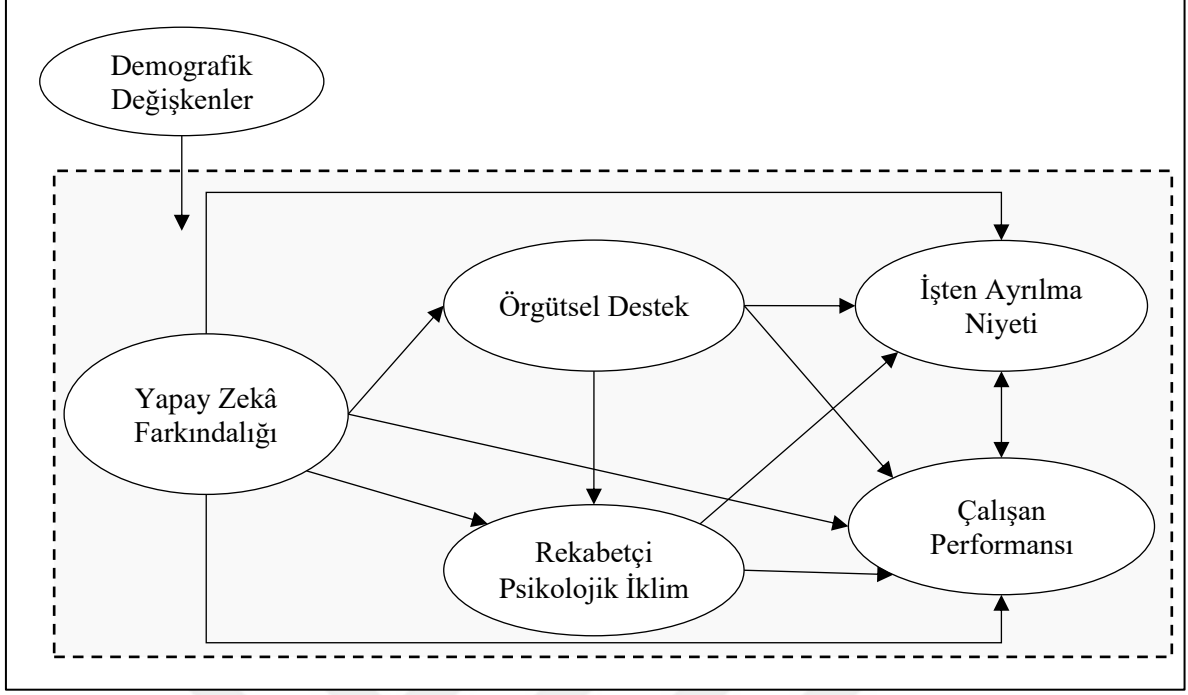 Demografik
Değişkenler
Örgütsel Destek
İşten Ayrılma
Niyeti
Yapay Zekâ
Farkındalığı
Rekabetçi
Psikolojik İklim
Çalışan
Performansı